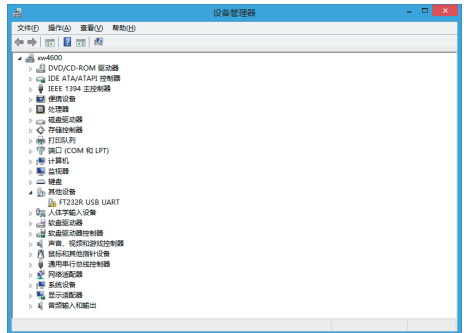 设备管理器
文件(F) 操作(A) 查看(V) 帮助(H)
xw4600
DVD/CD-ROM 驱动器
IDE ATA/ATAPI 控制器
IEEE 1394 主控制器
便携设备
处理器
磁盘驱动器
存储控制器
打印队列
端口 (COM 和 LPT)
计算机
监视器
键盘
其他设备
FT232R USB UART
人体学输入设备
软盘驱动器
软盘驱动器控制器
声音、视频和游戏控制器
鼠标和其他指针设备
通用串行总线控制器
网络适配器
系统设备
显示适配器
音频输入和输出